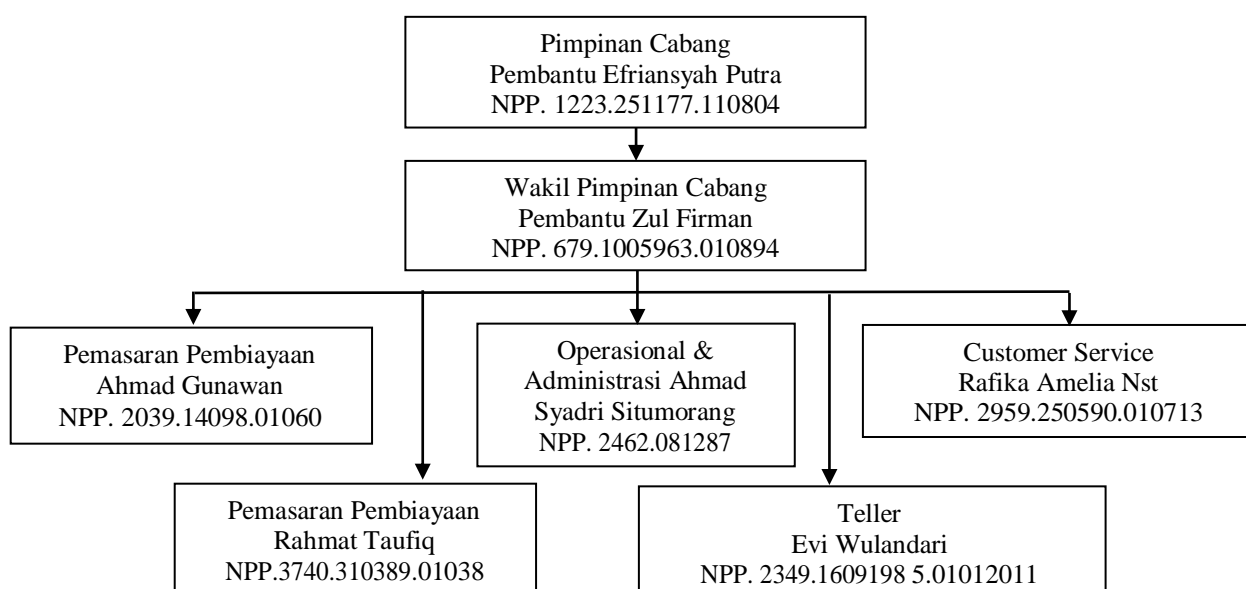 Pimpinan Cabang
Pembantu Efriansyah Putra
NPP. 1223.251177.110804
Wakil Pimpinan Cabang
Pembantu Zul Firman
NPP. 679.1005963.010894
Pemasaran Pembiayaan
Ahmad Gunawan
NPP. 2039.14098.01060
Operasional &
Administrasi Ahmad
Syadri Situmorang
NPP. 2462.081287
Customer Service
Rafika Amelia Nst
NPP. 2959.250590.010713
Pemasaran Pembiayaan
Rahmat Taufiq
NPP.3740.310389.01038
Teller
Evi Wulandari
NPP. 2349.1609198 5.01012011